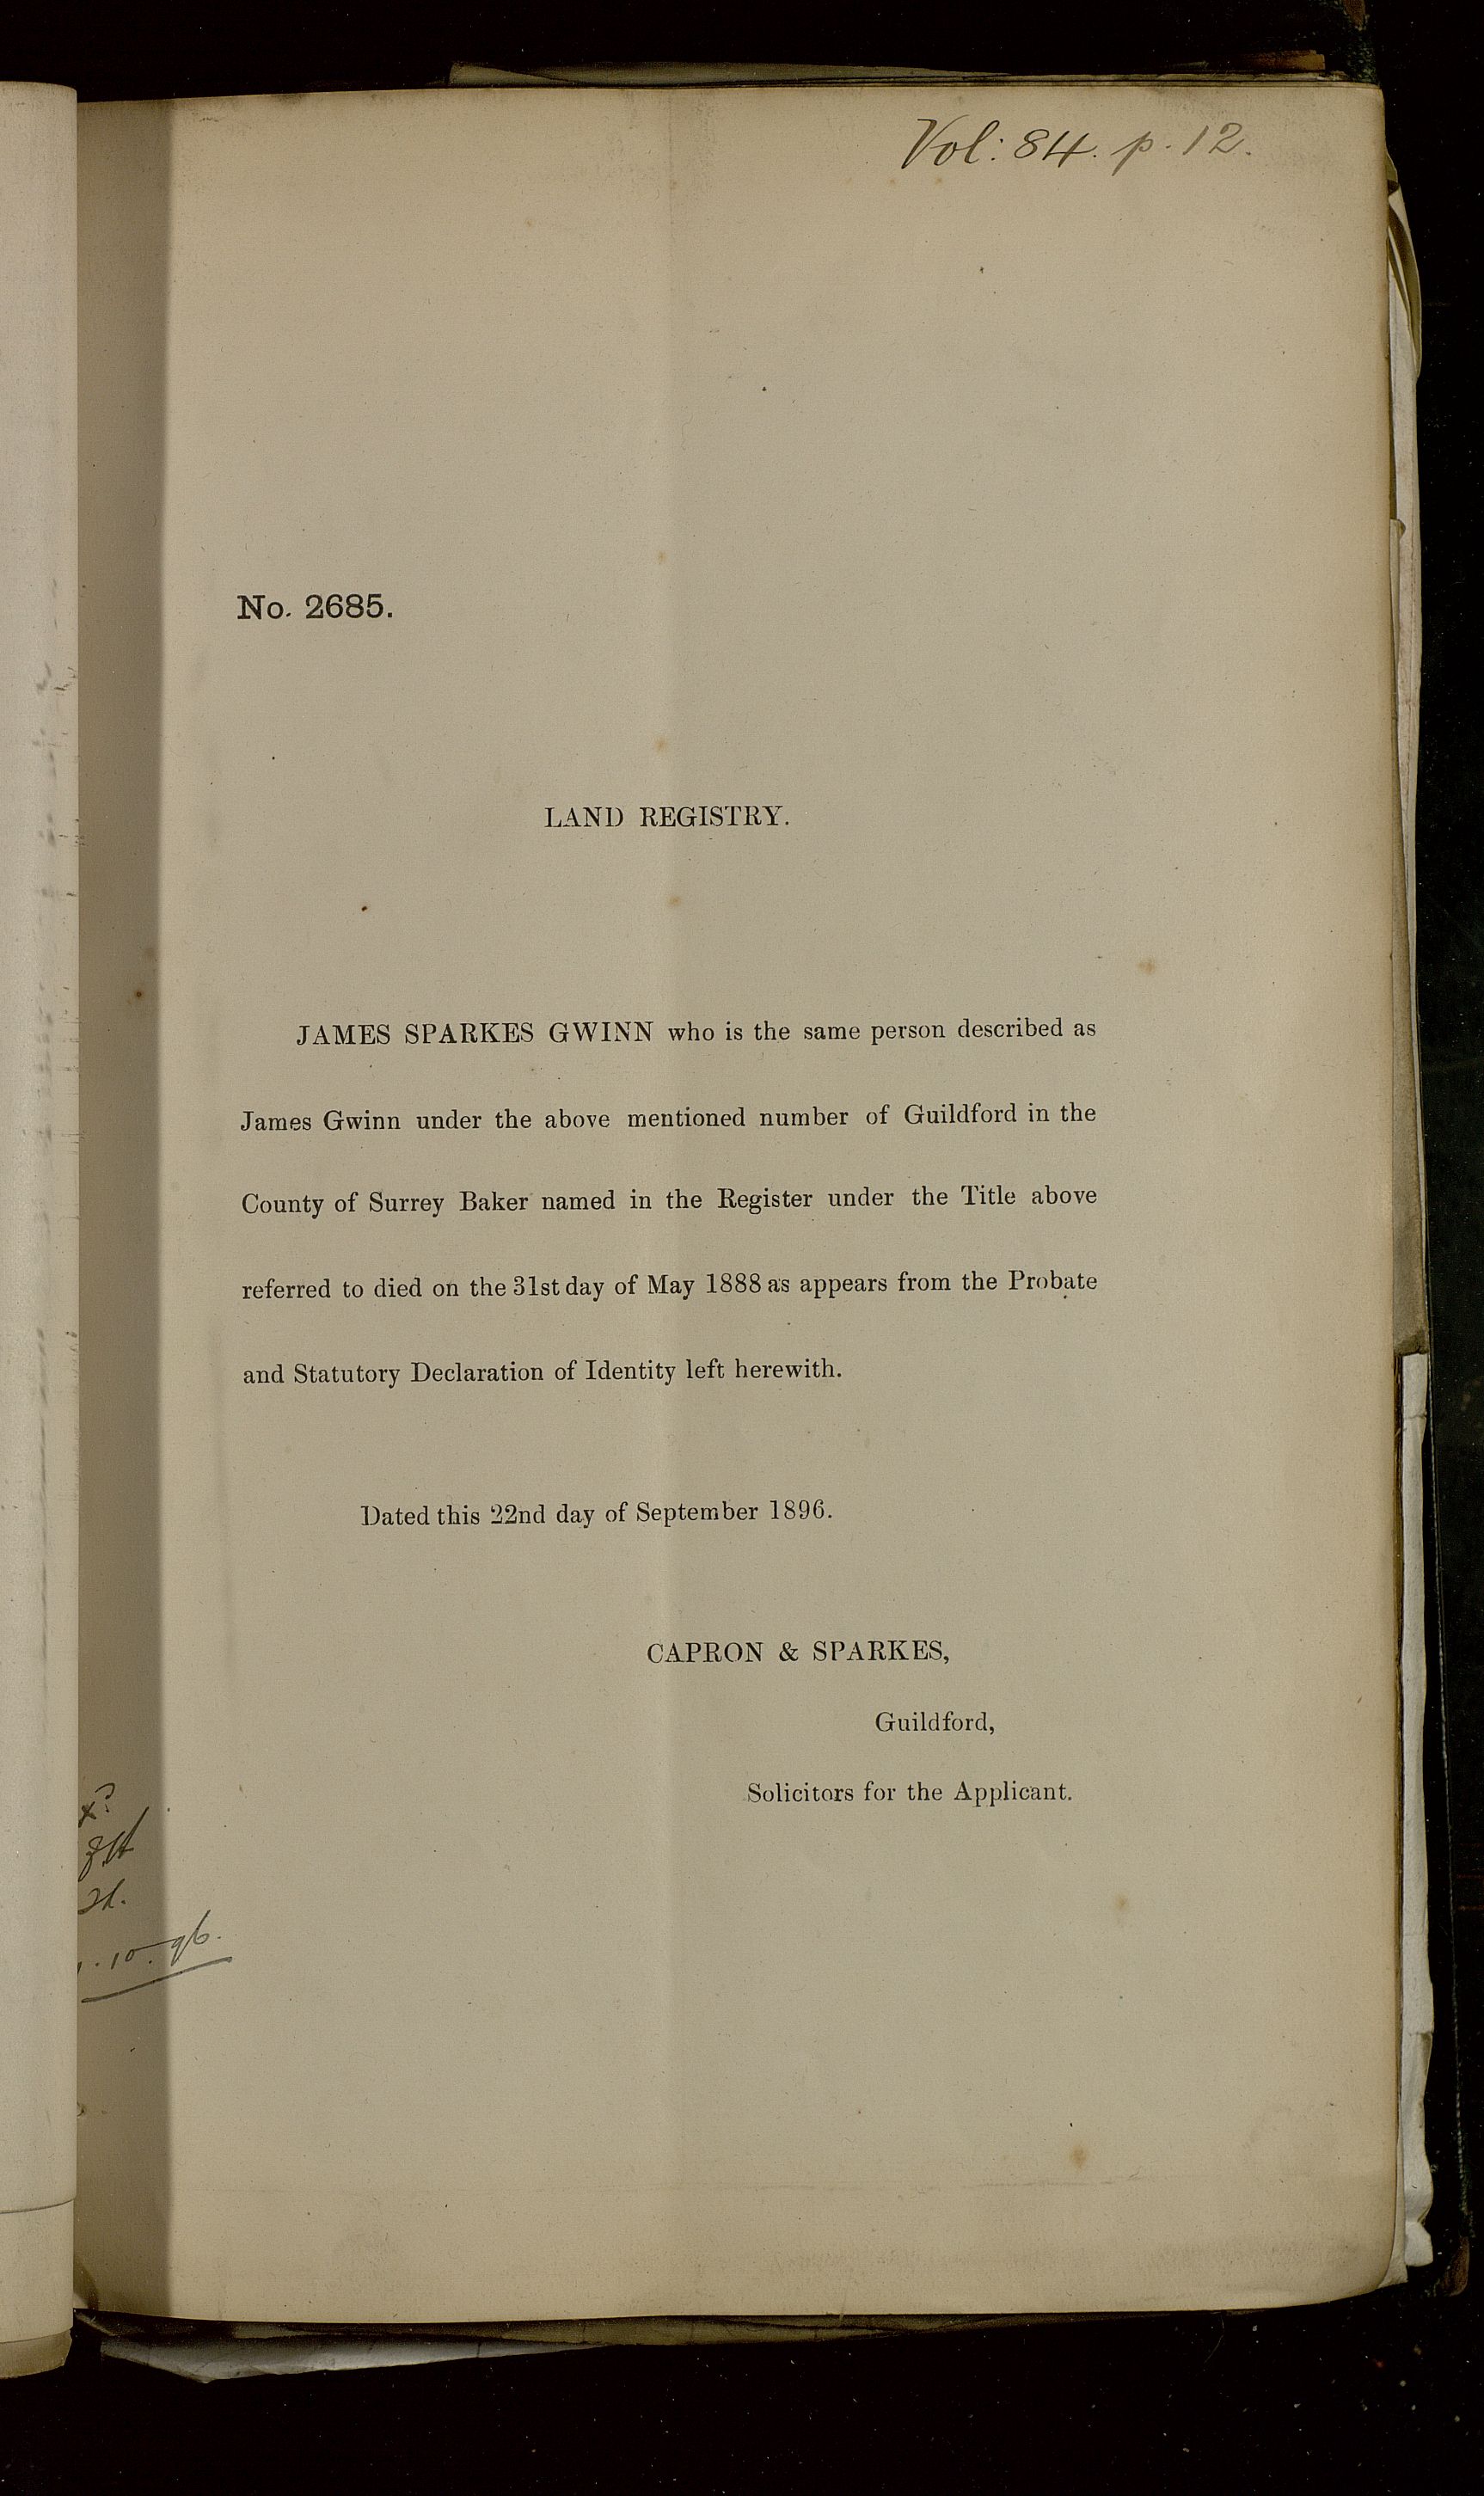 Vol: 84. p. 12.
No. 2685.
LAND REGISTRY.
JAMES SPARKES GWINN who is the same person described as
James Gwinn under the above mentioned number of Guildford in the
County of Surrey Baker named in the Register under the Title above
referred to died on the 31st day of May 1888 as appears from the Probate
and Statutory Declaration of Identity left herewith.
Dated this 22nd day of September 1896.
CAPRON & SPARKES,
Guildford,
Solicitors for the Applicant.
10. 96.